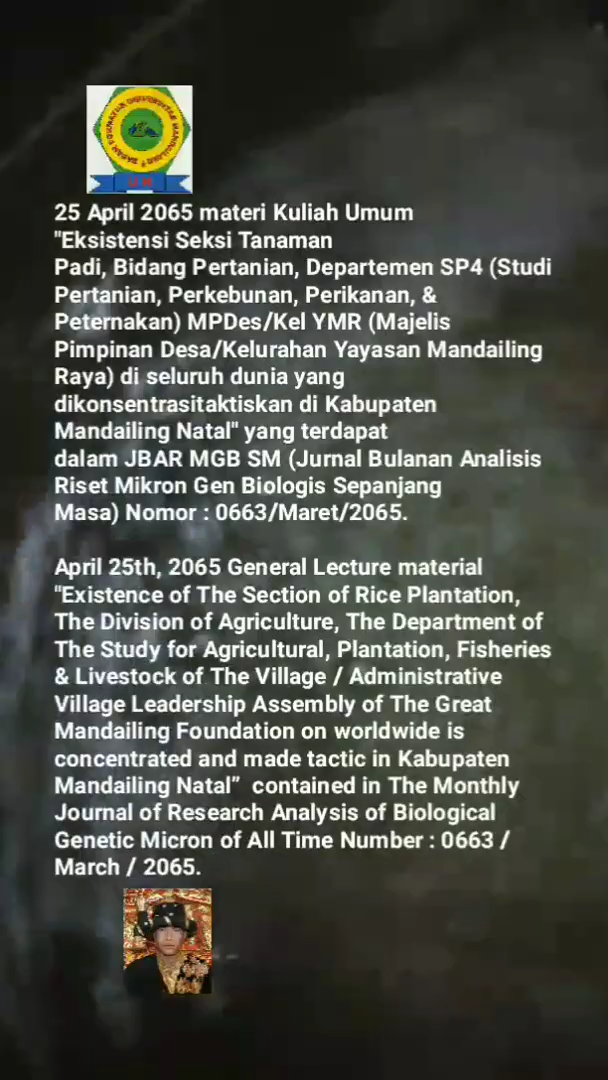 25 April 2065 materi Kuliah Umum
"Eksistensi Seksi Tanaman
Padi, Bidang Pertanian, Departemen SP4 (Studi
Pertanian, Perkebunan, Perikanan, &
Peternakan) MPDes/Kel YMR (Majelis
Pimpinan Desa/Kelurahan Yayasan Mandailing
Raya) di seluruh dunia yang
dikonsentrasitaktiskan di Kabupaten
Mandailing Natal" yang terdapat
dalam JBAR MGB SM (Jurnal Bulanan Analisis
Riset Mikron Gen Biologis Sepanjang
Masa) Nomor : 0663/Maret/2065.
April 25th, 2065 General Lecture material
"Existence of The Section of Rice Plantation,
The Division of Agriculture, The Department of
The Study for Agricultural, Plantation, Fisheries
& Livestock of The Village / Administrative
Village Leadership Assembly of The Great
Mandailing Foundation on worldwide is
concentrated and made tactic in Kabupaten
Mandailing Natal”  contained in The Monthly
Journal of Research Analysis of Biological
Genetic Micron of All Time Number : 0663 /
March / 2065.